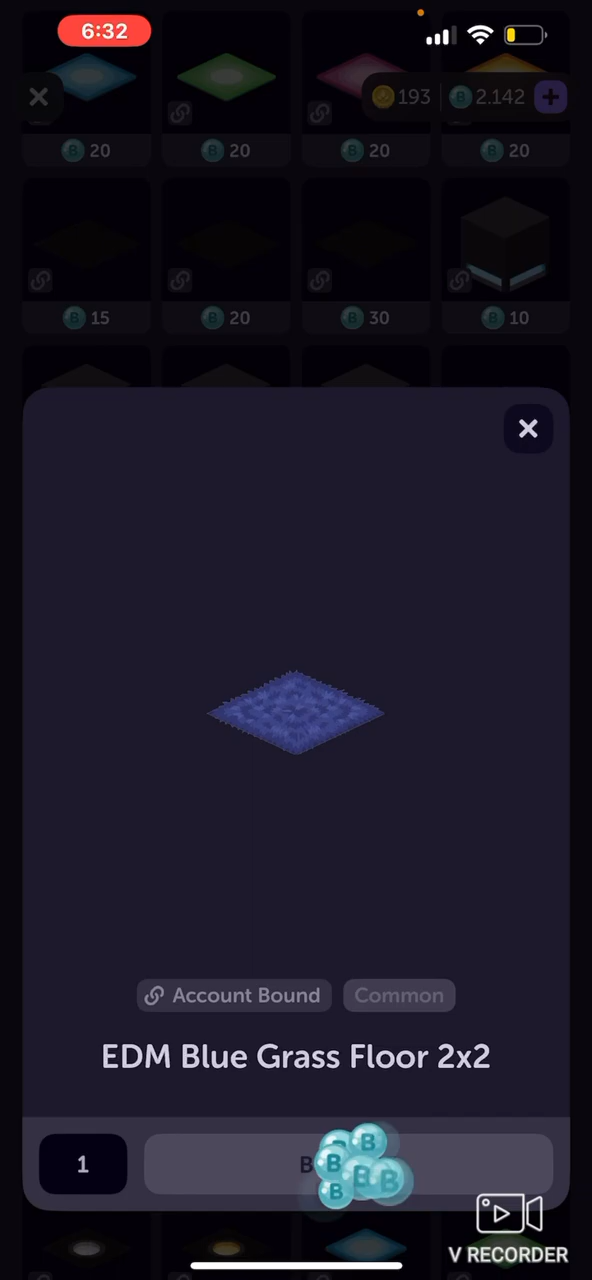 6:32
193 B 2.142
B 20 B 20 B 20 B 20
B 15 B 20 B 30 B 10
Account Bound Common
EDM Blue Grass Floor 2x2
1 B
V RECORDER